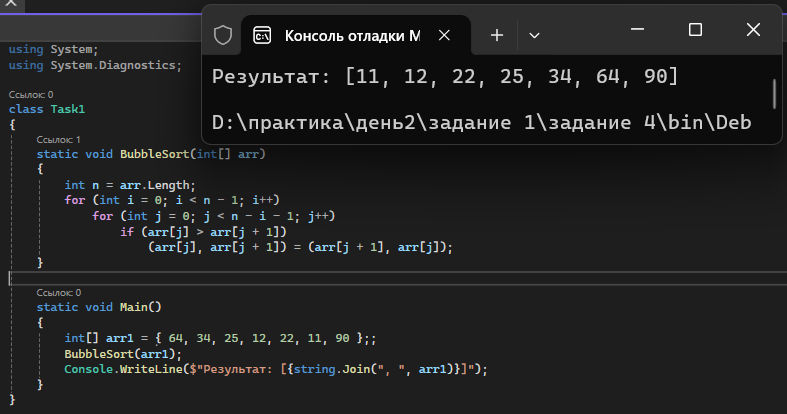 using System;
using System.Diagnostics;
Консоль отладки M
Результат: [11, 12, 22, 25, 34, 64, 90]
D:\практика\день2\задание 1\задание 4\bin\Deb
Ссылок: 0
class Task1
{
Ссылок: 1
static void BubbleSort(int[] arr)
{
int n = arr.Length;
for (int i = 0; i < n - 1; i++)
for (int j = 0; j < n - i - 1; j++)
if (arr[j] > arr[j + 1])
(arr[j], arr[j + 1]) = (arr[j + 1], arr[j]);
}
Ссылок: 0
static void Main()
{
int[] arr1 = { 64, 34, 25, 12, 22, 11, 90 };;
BubbleSort(arr1);
Console.WriteLine($"Результат: [{string.Join(", ", arr1)}]");
}
}